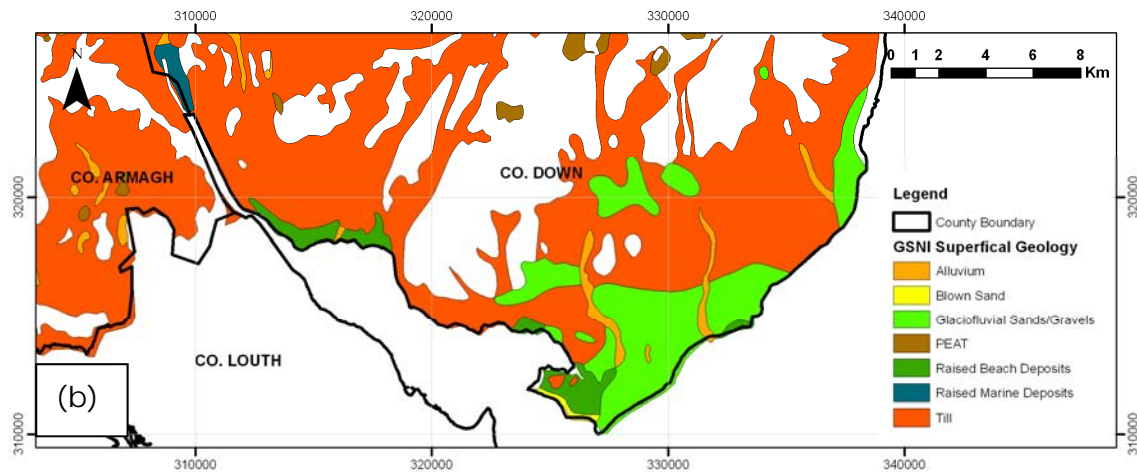 310000 320000 330000 340000
N
0 1 2 4 6 8
Km
CO. ARMAGH
CO. DOWN
320000
320000
Legend
County Boundary
GSNI Superfical Geology
Alluvium
Blown Sand
Glaciofluvial Sands/Gravels
PEAT
Raised Beach Deposits
Raised Marine Deposits
Till
CO. LOUTH
(b)
310000
310000
310000 320000 330000 340000